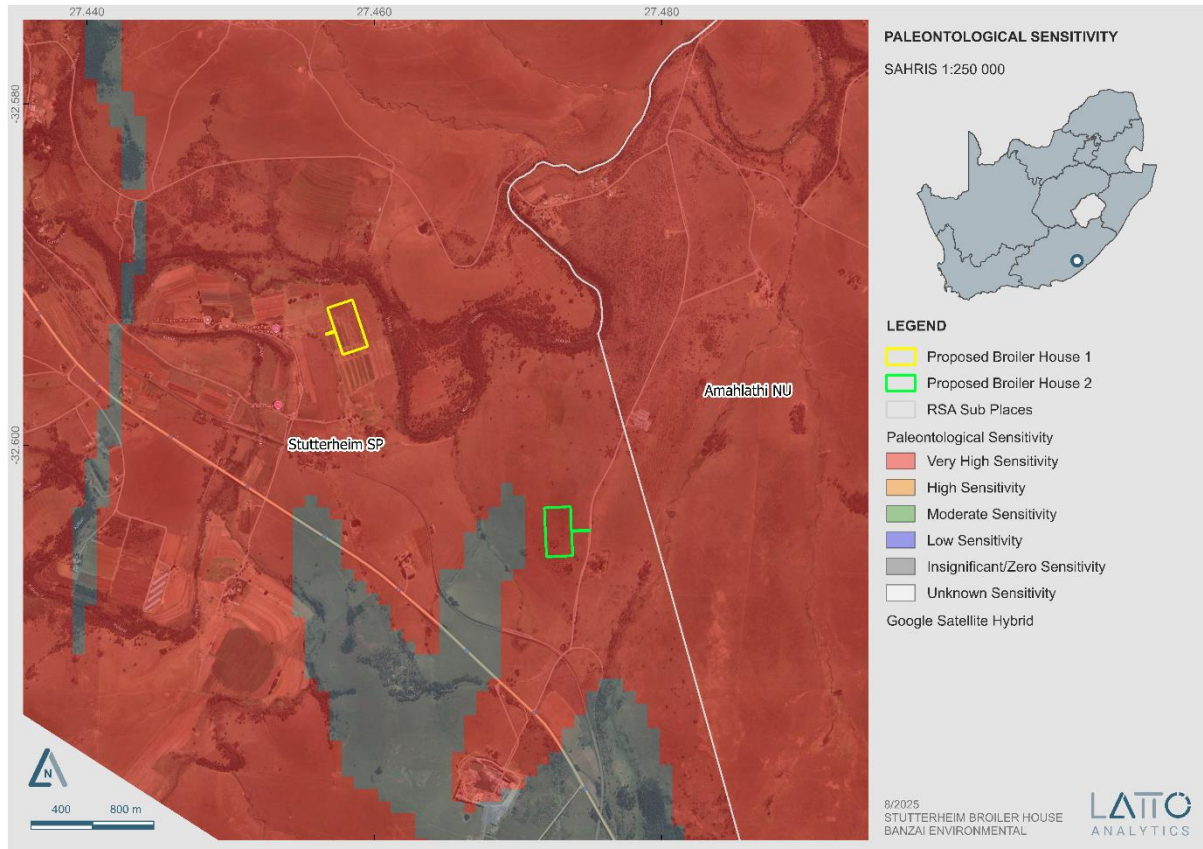 27.440
27.460
27.480
-32.580
-32.600
Stutterheim SP
Amahlathi NU
N
400 800 m
PALEONTOLOGICAL SENSITIVITY
SAHRIS 1:250 000
LEGEND
Proposed Broiler House 1
Proposed Broiler House 2
RSA Sub Places
Paleontological Sensitivity
Very High Sensitivity
High Sensitivity
Moderate Sensitivity
Low Sensitivity
Insignificant/Zero Sensitivity
Unknown Sensitivity
Google Satellite Hybrid
8/2025
STUTTERHEIM BROILER HOUSE
BANZAI ENVIRONMENTAL
LATTO
ANALYTICS